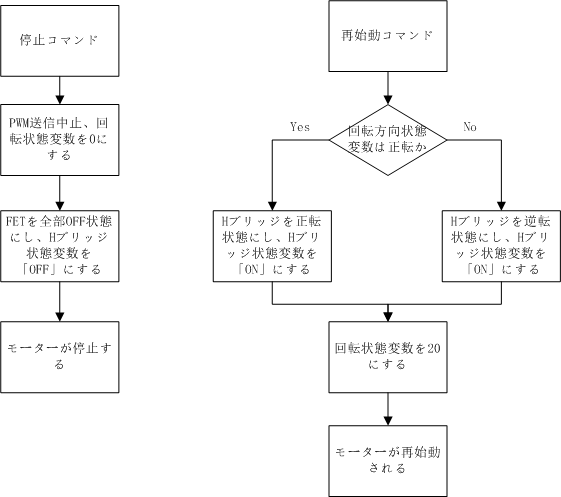 停止コマンド
PWM送信中止、回
転状態変数を0に
する
FETを全部OFF状態
にし、Hブリッジ
状態変数を
「OFF」にする
モーターが停止す
る
再始動コマンド
回転方向状態
変数は正転か
Yes
No
Hブリッジを正転
状態にし、Hブリ
ッジ状態変数を
「ON」にする
Hブリッジを逆転
状態にし、Hブリ
ッジ状態変数を
「ON」にする
回転状態変数を20
にする
モーターが再始動
される